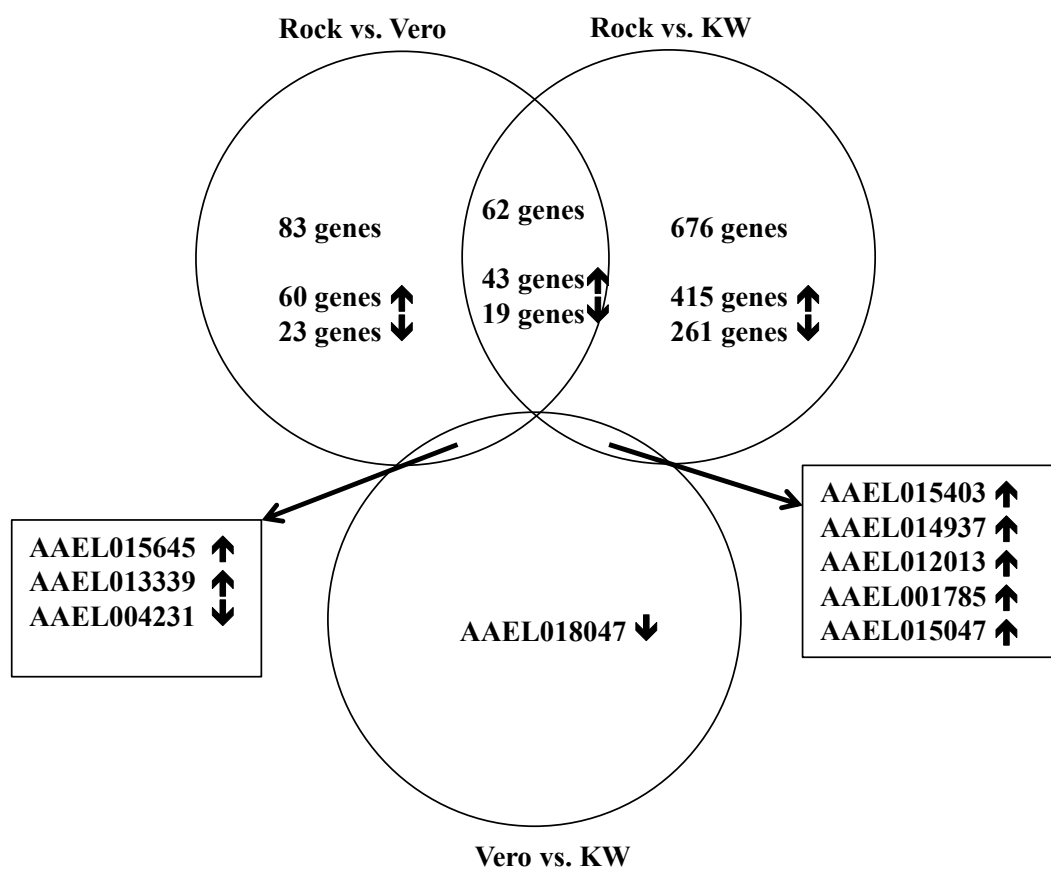 Rock vs. Vero
Rock vs. KW
83 genes
60 genes ↑
23 genes ↓
62 genes
43 genes ↑
19 genes ↓
676 genes
415 genes ↑
261 genes ↓
AAEL015645 ↑
AAEL013339 ↑
AAEL004231 ↓
AAEL015403 ↑
AAEL014937 ↑
AAEL012013 ↑
AAEL001785 ↑
AAEL015047 ↑
AAEL018047 ↓
Vero vs. KW